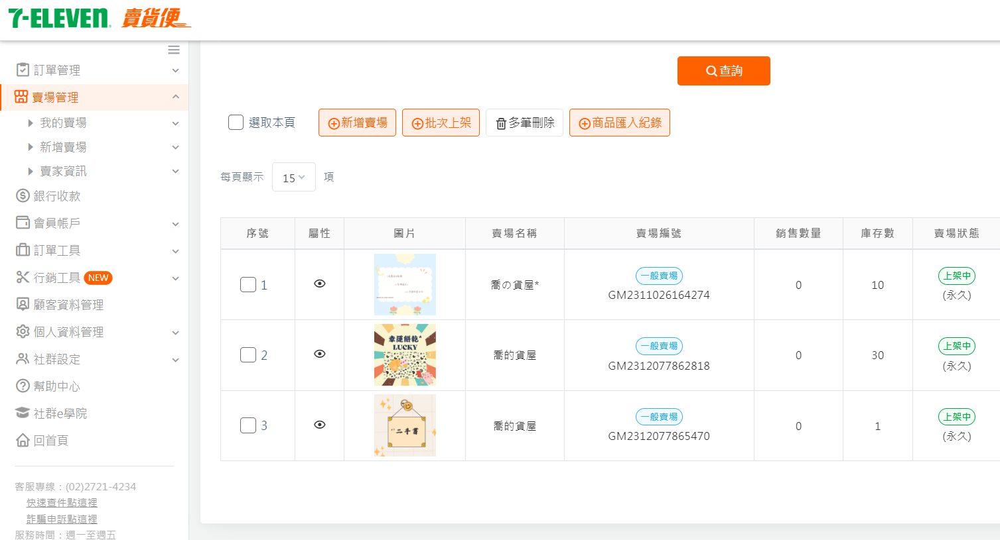 7-ELEVEN 賣貨便
訂單管理
賣場管理
我的賣場
新增賣場
賣家資訊
銀行收款
會員帳戶
訂單工具
行銷工具 NEW
顧客資料管理
個人資料管理
社群設定
幫助中心
社群e學院
回首頁
客服專線：(02)2721-4234
快速查件點這裡
詐騙申訴點這裡
服務時間：週一至週五
查詢
選取本頁 新增賣場 批次上架 多筆刪除 商品匯入紀錄
每頁顯示 15 項
序號 屬性 圖片 賣場名稱 賣場編號 銷售數量 庫存數 賣場狀態
1 喬の貨屋* 一般賣場 GM2311026164274 0 10 上架中 (永久)
幸運餅乾*
LUCKY
2 喬的貨屋 一般賣場 GM2312077862818 0 30 上架中 (永久)
二手書
3 喬的貨屋 一般賣場 GM2312077865470 0 1 上架中 (永久)